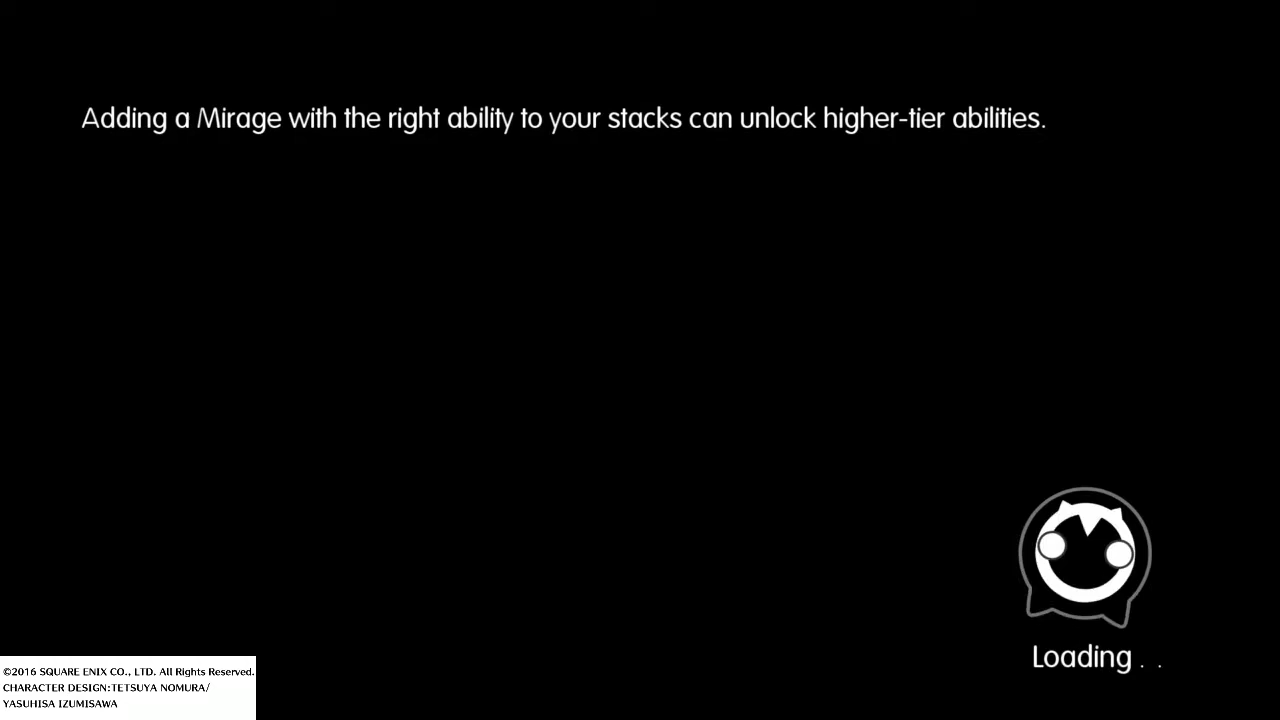 Adding a Mirage with the right ability to your stacks can unlock higher-tier abilities.
Loading . .
©2016 SQUARE ENIX CO., LTD. All Rights Reserved.
CHARACTER DESIGN:TETSUYA NOMURA/
YASUHISA IZUMISAWA